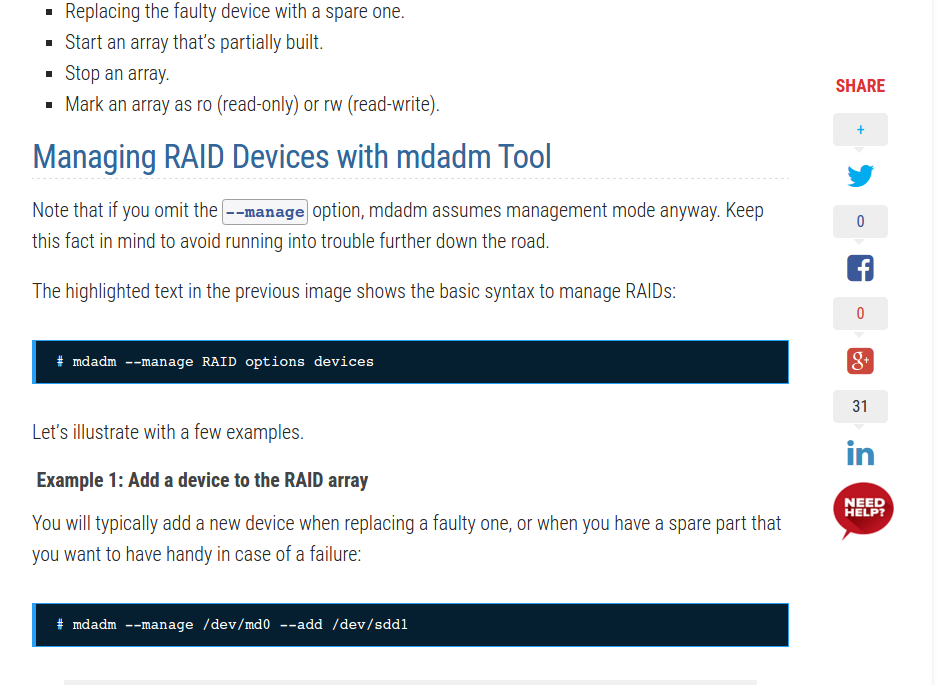 Replacing the faulty device with a spare one.
Start an array that’s partially built.
Stop an array.
Mark an array as ro (read-only) or rw (read-write).
Managing RAID Devices with mdadm Tool
Note that if you omit the --manage option, mdadm assumes management mode anyway. Keep
this fact in mind to avoid running into trouble further down the road.
The highlighted text in the previous image shows the basic syntax to manage RAIDs:
# mdadm --manage RAID options devices
Let’s illustrate with a few examples.
Example 1: Add a device to the RAID array
You will typically add a new device when replacing a faulty one, or when you have a spare part that
you want to have handy in case of a failure:
# mdadm --manage /dev/md0 --add /dev/sdd1
SHARE
+
0
0
g+
31
in
NEED
HELP?